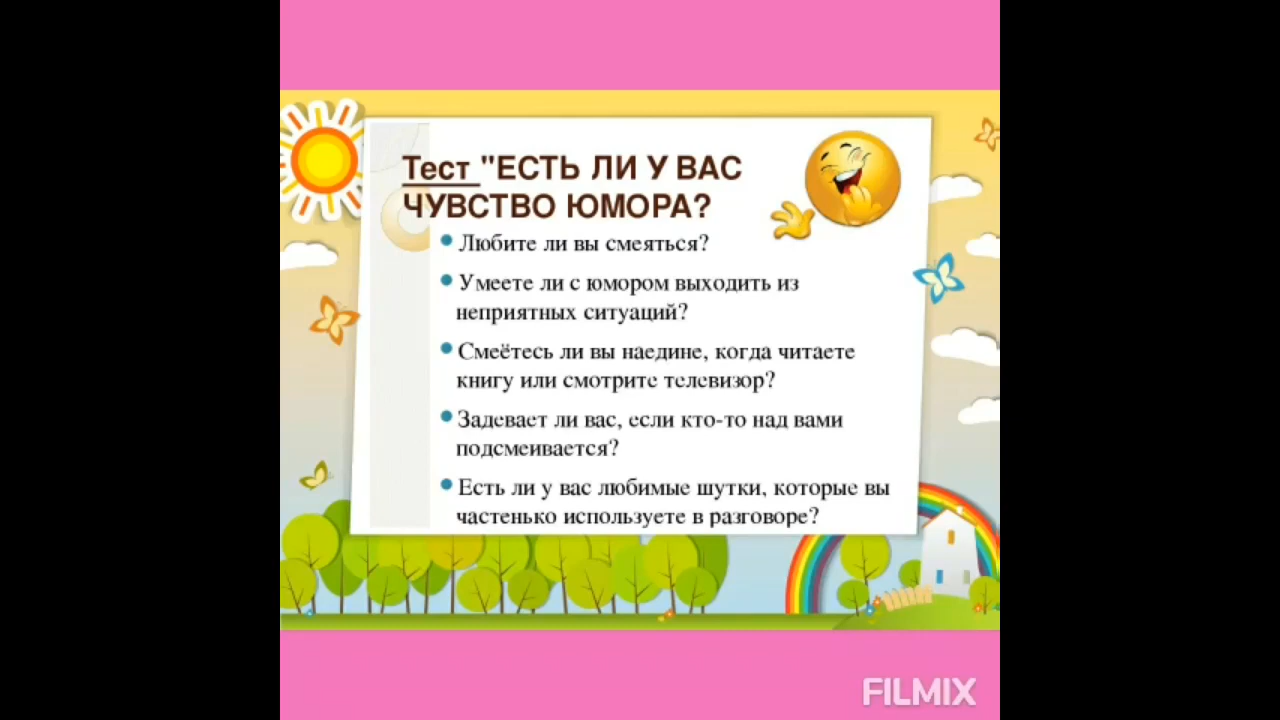 Тест "ЕСТЬ ЛИ У ВАС
ЧУВСТВО ЮМОРА?
Любите ли вы смеяться?
Умеете ли с юмором выходить из
неприятных ситуаций?
Смеётесь ли вы наедине, когда читаете
книгу или смотрите телевизор?
Задевает ли вас, если кто-то над вами
подсмеивается?
Есть ли у вас любимые шутки, которые вы
частенько используете в разговоре?
FILMIX